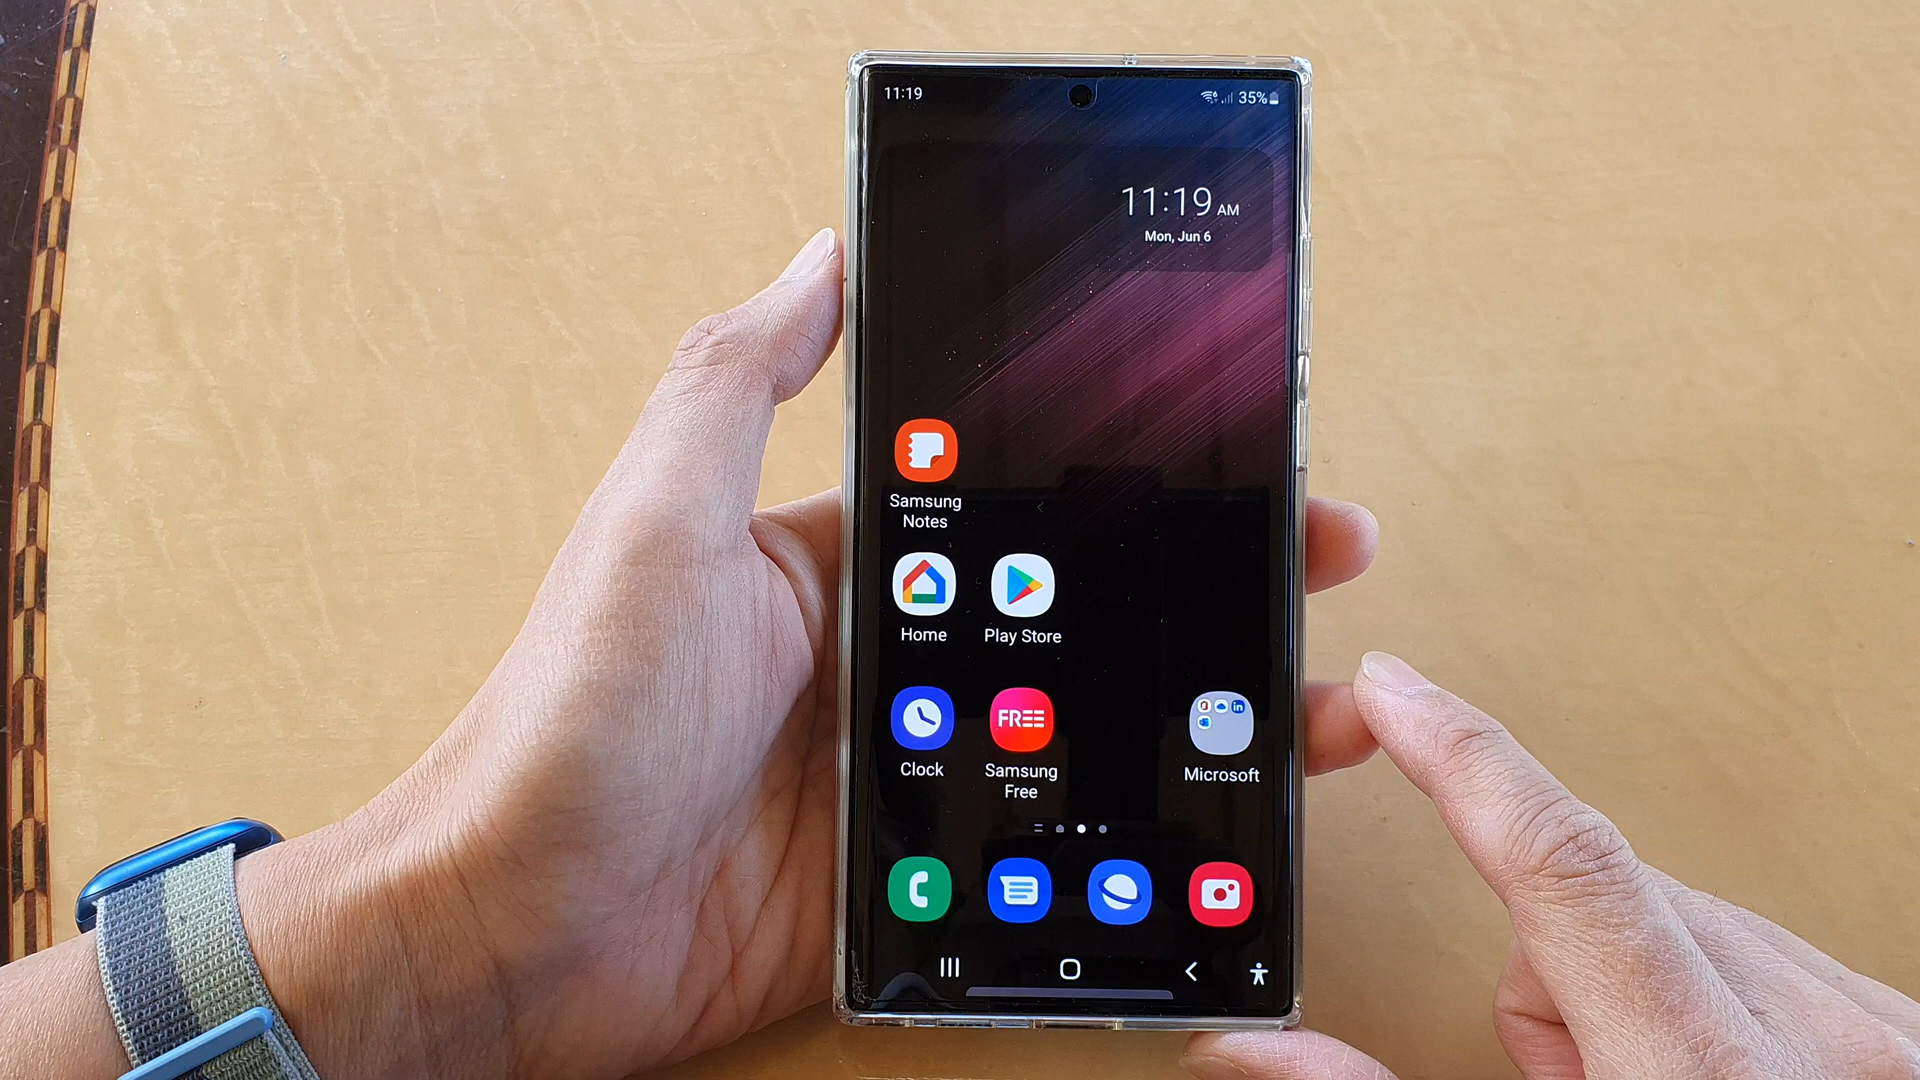 11:19
35%
11:19 AM
Mon, Jun 6
Samsung
Notes
Home
Play Store
Clock
FREE
Samsung
Free
in
Microsoft